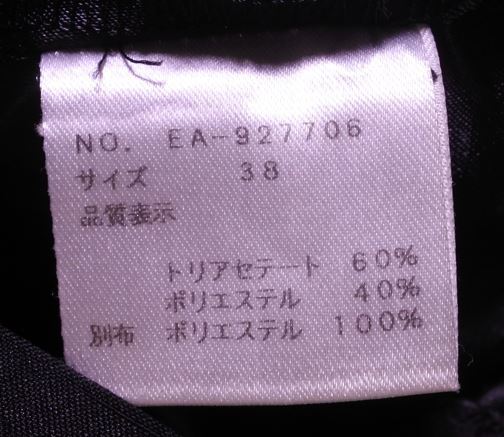 NO. EA-927706
サイズ 38
品質表示
トリアセテート 60%
ポリエステル 40%
別布 ポリエステル 100%